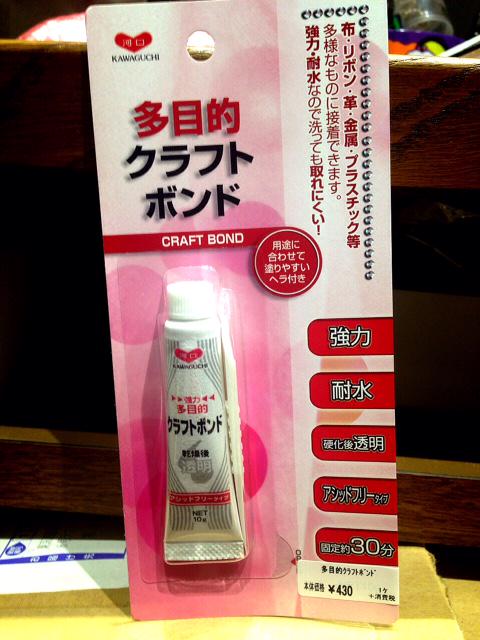 河口
KAWAGUCHI
多目的
クラフト
ボンド
CRAFT BOND
布・リボン・革・金属・プラスチック等
多様なものに接着できます。
強力・耐水なので洗っても取れにくい!
用途に
合わせて
塗りやすい
ヘラ付き
強力
耐水
硬化後透明
アシッドフリータイプ
固定約30分
河口
KAWAGUCHI
強力
多目的
クラフトボンド
乾燥後
透明
アシッドフリータイプ
NET
10g
多目的クラフトボンド
本体価格 ¥430
1ケ
+消費税